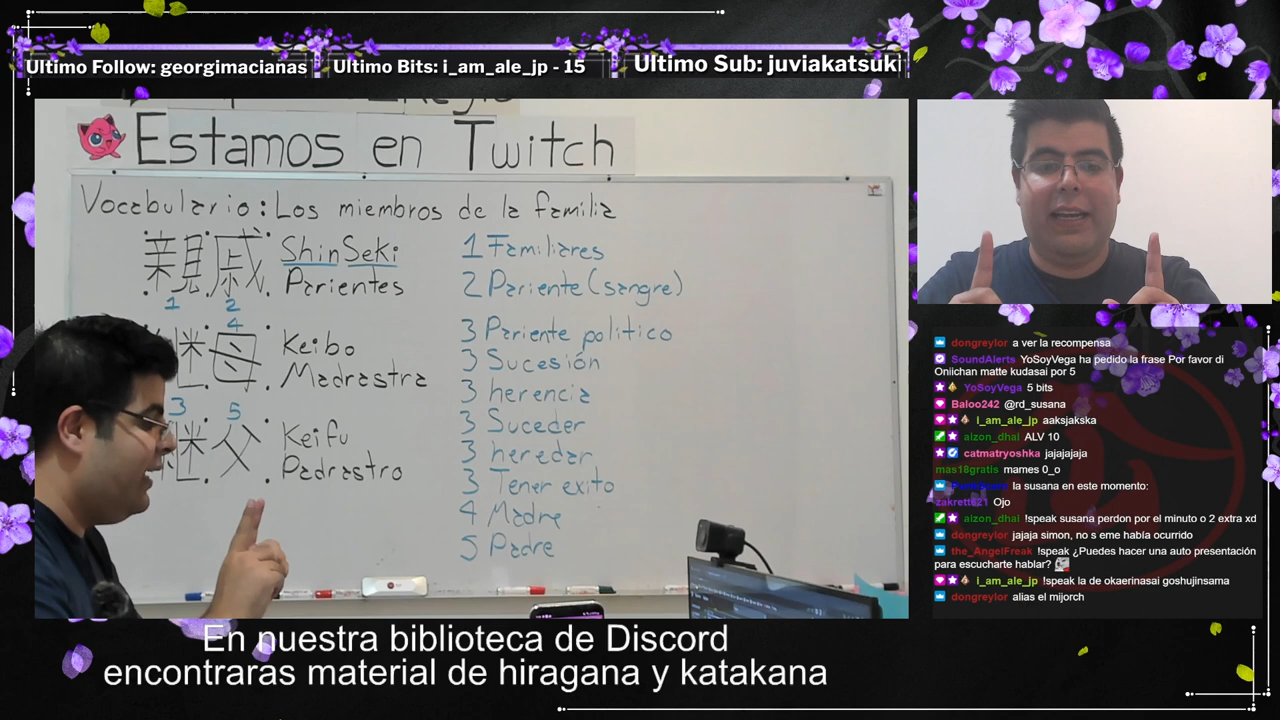 Ultimo Follow: georgimacianas
Ultimo Bits: i_am_ale_jp - 15
Ultimo Sub: juviakatsuki
Estamos en Twitch
Vocabulario: Los miembros de la familia
親戚 ShinSeki
Parientes
1 2
1 Familiares
2 Pariente (sangre)
4
継母 Keibo
Madrastra
3 5
継父 Keifu
Padrastro
3 Pariente politico
3 Sucesión
3 herencia
3 Suceder
3 heredar
3 Tener exito
4 Madre
5 Padre
dongreylor a ver la recompensa
SoundAlerts YoSoyVega ha pedido la frase Por favor di
Oniichan matte kudasai por 5
YoSoyVega 5 bits
Baloo242 @rd_susana
i_am_ale_jp aaksjakska
aizon_dhai ALV 10
catmatryoshka jajajajaja
mas18gratis mames 0_o
la susana en este momento:
zakrett621 Ojo
aizon_dhai !speak susana perdon por el minuto o 2 extra xd
dongreylor jajaja simon, no s eme había ocurrido
the_AngelFreak !speak ¿Puedes hacer una auto presentación
para escucharte hablar?
i_am_ale_jp !speak la de okaerinasai goshujinsama
dongreylor alias el mijorch
En nuestra biblioteca de Discord
encontraras material de hiragana y katakana